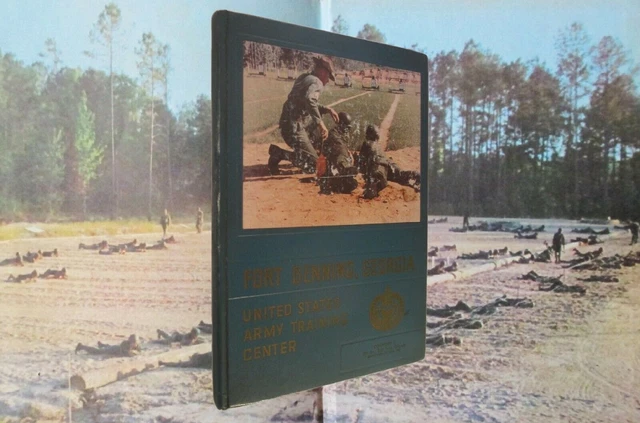 FORT BENNING, GEORGIA
UNITED STATES
ARMY TRAINING
CENTER